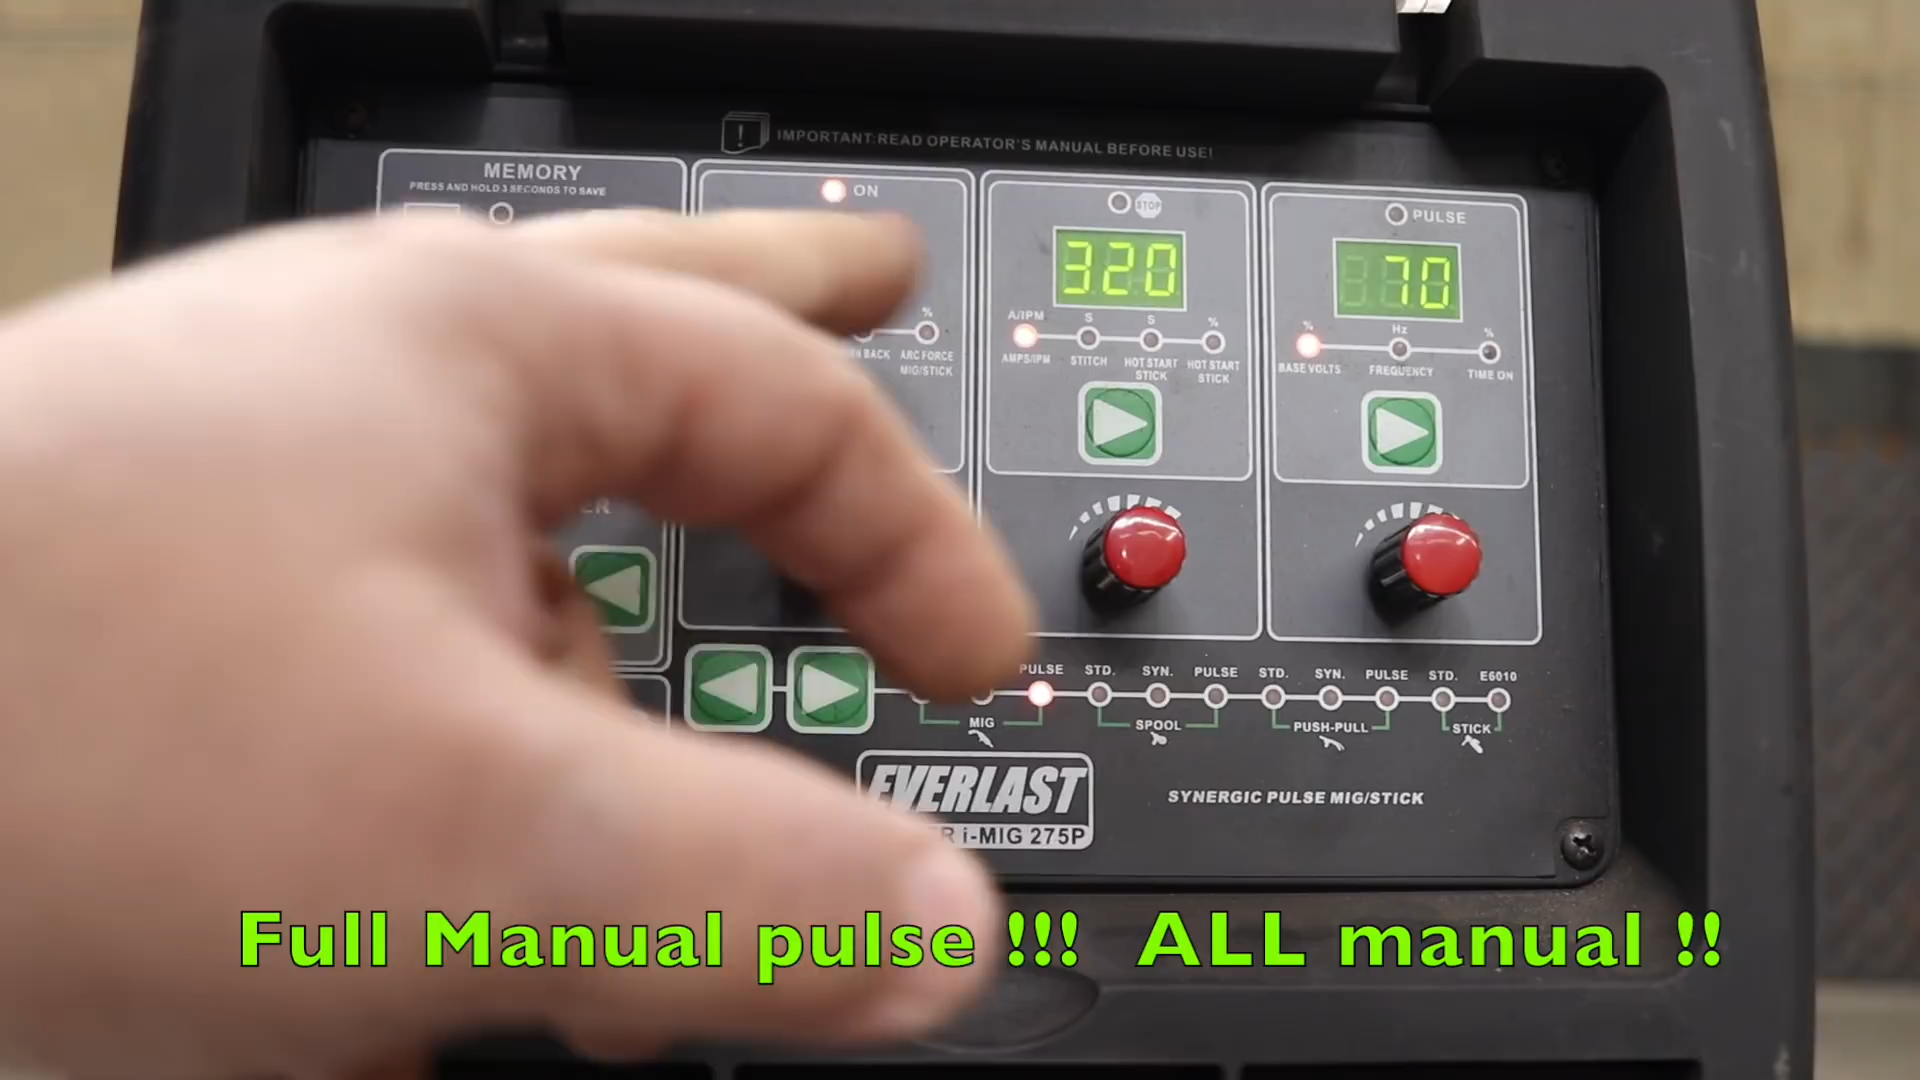 IMPORTANT:READ OPERATOR'S MANUAL BEFORE USE!
MEMORY
PRESS AND HOLD 3 SECONDS TO SAVE
ON
STOP
PULSE
320
70
%
A/IPM
S
S
%
%
Hz
%
ARC FORCE
MIG/STICK
AMPS/IPM
STITCH
HOT START
STICK
HOT START
STICK
BASE VOLTS
FREQUENCY
TIME ON
BACK
PULSE
STD.
SYN.
PULSE
STD.
SYN.
PULSE
STD.
E6010
MIG
SPOOL
PUSH-PULL
STICK
EVERLAST
i-MIG 275P
SYNERGIC PULSE MIG/STICK
Full Manual pulse !!! ALL manual !!